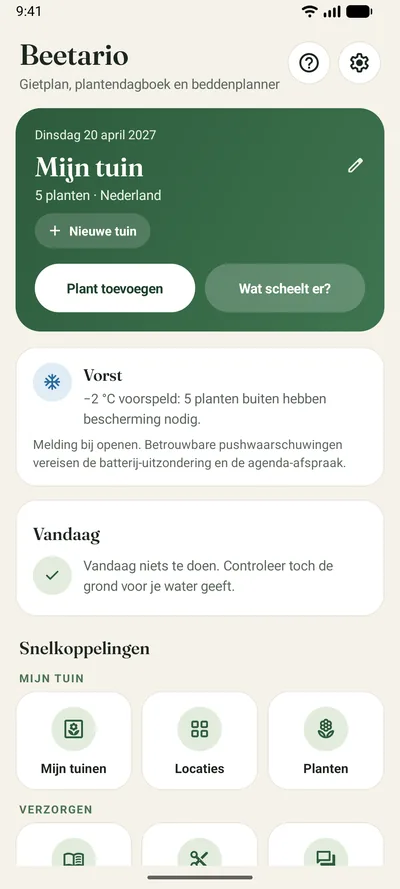 9:41
Beetario
Gietplan, plantendagboek en beddenplanner
Dinsdag 20 april 2027
Mijn tuin
5 planten · Nederland
+ Nieuwe tuin
Plant toevoegen
Wat scheelt er?
Vorst
−2 °C voorspeld: 5 planten buiten hebben
bescherming nodig.
Melding bij openen. Betrouwbare pushwaarschuwingen
vereisen de batterij-uitzondering en de agenda-afspraak.
Vandaag
Vandaag niets te doen. Controleer toch de
grond voor je water geeft.
Snelkoppelingen
MIJN TUIN
Mijn tuinen
Locaties
Planten
VERZORGEN